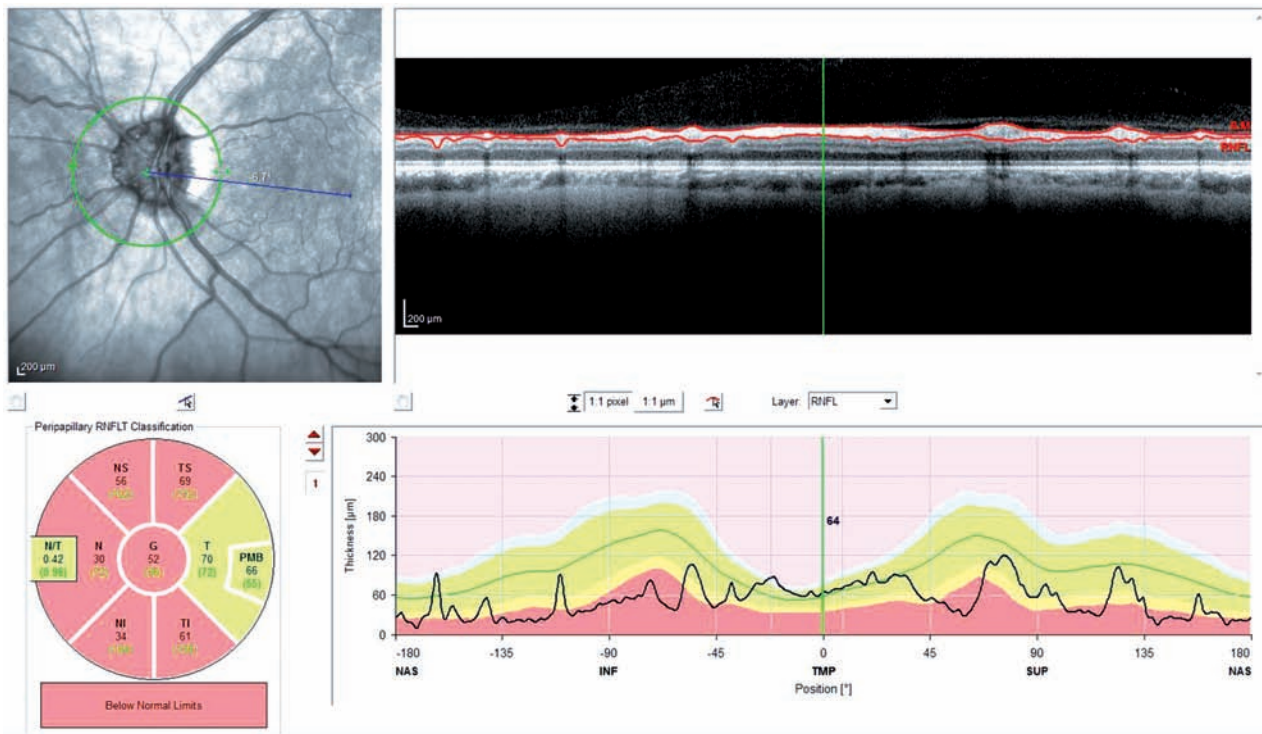 6.7°
200 µm
RNFL
200 µm
1:1 pixel
1:1 µm
Layer:
RNFL
Peripapillary RNFLT Classification
NS
56
TS
69
N/T
0.42
N
30
G
52
T
70
(72)
PMB
66
NI
34
TI
61
Below Normal Limits
1
Thickness [µm]
300
240
180
120
60
0
64
-180
-135
-90
-45
0
45
90
135
180
NAS
INF
TMP
SUP
NAS
Position [°]